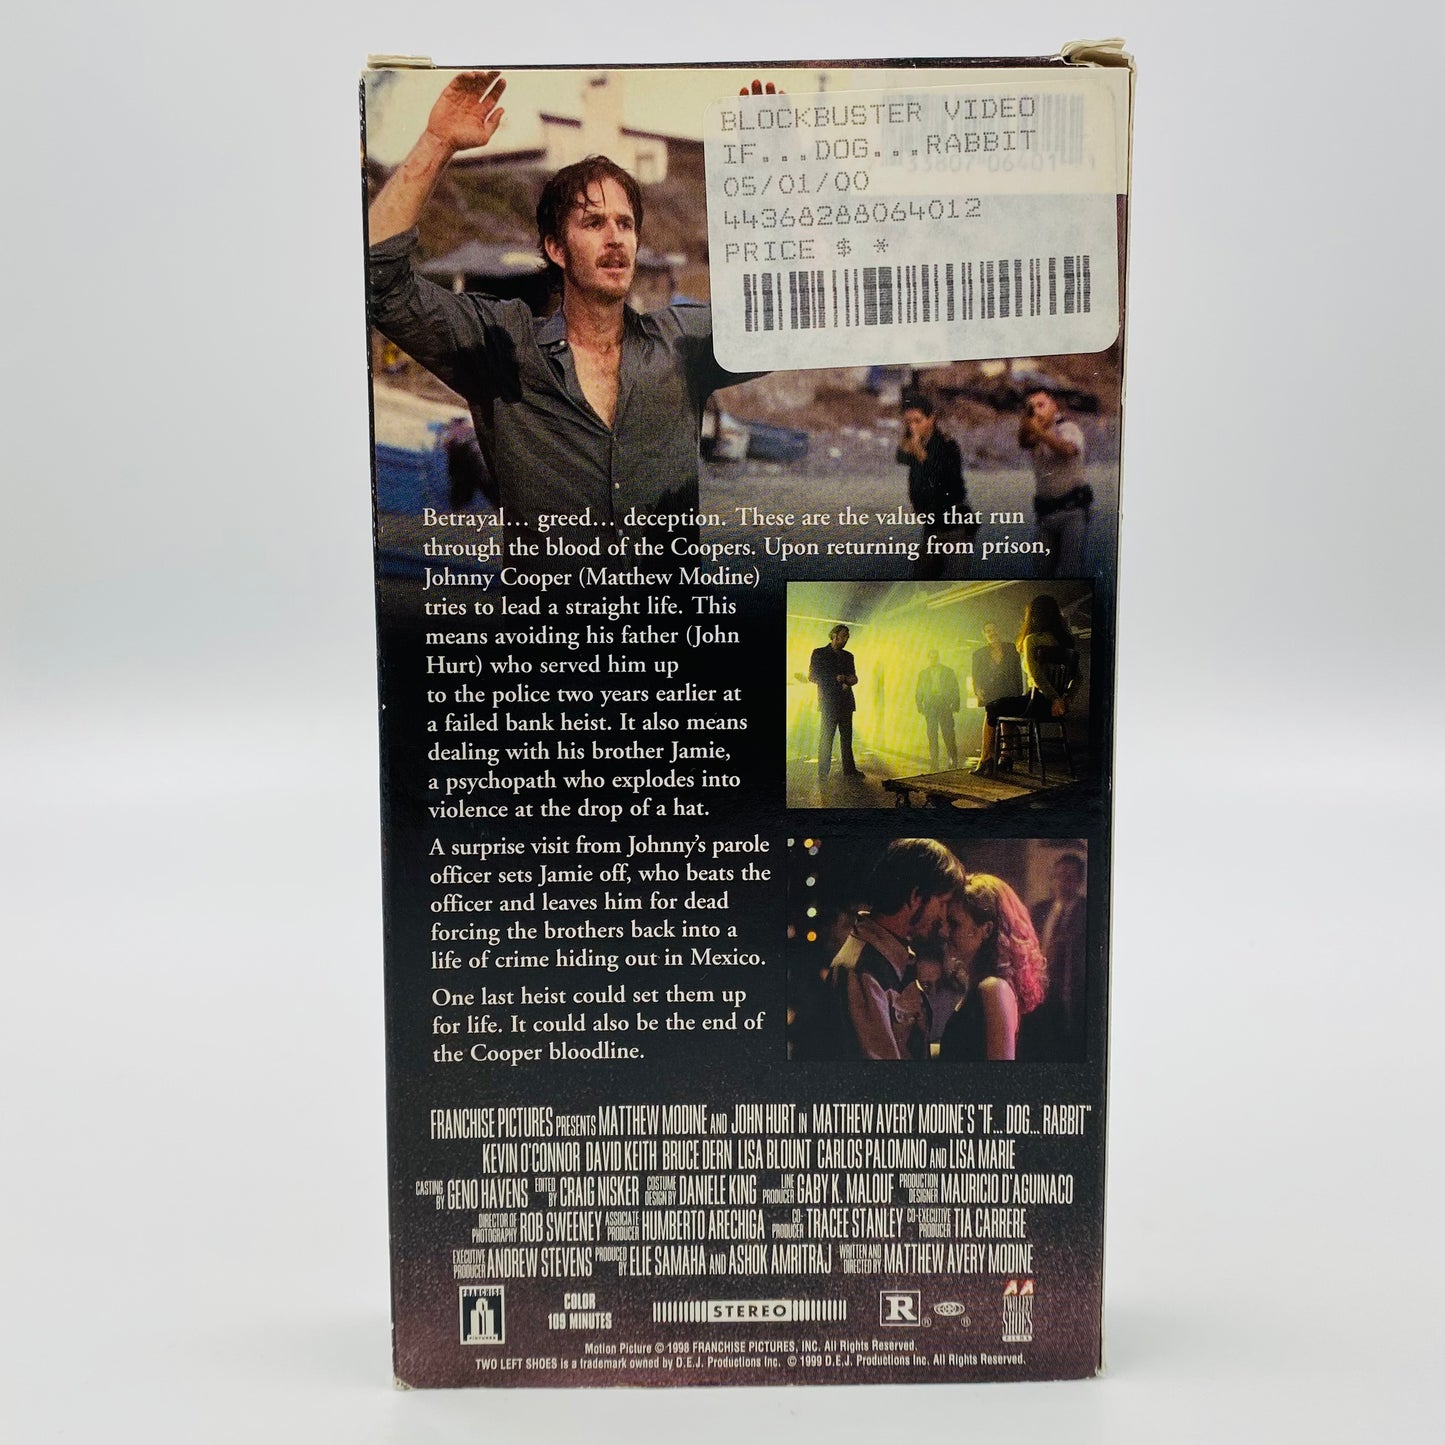 BLOCKBUSTER VIDEO
IF...DOG...RABBIT
05/01/00
44368288064012
PRICE $ *
Betrayal... greed... deception. These are the values that run
through the blood of the Coopers. Upon returning from prison,
Johnny Cooper (Matthew Modine)
tries to lead a straight life. This
means avoiding his father (John
Hurt) who served him up
to the police two years earlier at
a failed bank heist. It also means
dealing with his brother Jamie,
a psychopath who explodes into
violence at the drop of a hat.
A surprise visit from Johnny's parole
officer sets Jamie off, who beats the
officer and leaves him for dead
forcing the brothers back into a
life of crime hiding out in Mexico.
One last heist could set them up
for life. It could also be the end of
the Cooper bloodline.
FRANCHISE PICTURES PRESENTS MATTHEW MODINE AND JOHN HURT IN MATTHEW AVERY MODINE'S "IF... DOG... RABBIT"
KEVIN O'CONNOR DAVID KEITH BRUCE DERN LISA BLOUNT CARLOS PALOMINO AND LISA MARIE
CASTING BY GENO HAVENS EDITED BY CRAIG NISKER COSTUME DESIGN BY DANIELE KING LINE PRODUCER GABY K. MALOUF PRODUCTION DESIGNER MAURICIO D'AGUINACO
DIRECTOR OF PHOTOGRAPHY ROB SWEENEY ASSOCIATE PRODUCER HUMBERTO ARECHIGA CO-PRODUCER TRACEE STANLEY CO-EXECUTIVE PRODUCER TIA CARRERE
EXECUTIVE PRODUCER ANDREW STEVENS PRODUCED BY ELIE SAMAHA AND ASHOK AMRITRAJ WRITTEN AND DIRECTED BY MATTHEW AVERY MODINE
FRANCHISE
PICTURES
COLOR
109 MINUTES
STEREO
R ®
®
TWO LEFT
SHOES
FILMS
Motion Picture © 1998 FRANCHISE PICTURES, INC. All Rights Reserved.
TWO LEFT SHOES is a trademark owned by D.E.J. Productions Inc. © 1999 D.E.J. Productions Inc. All Rights Reserved.